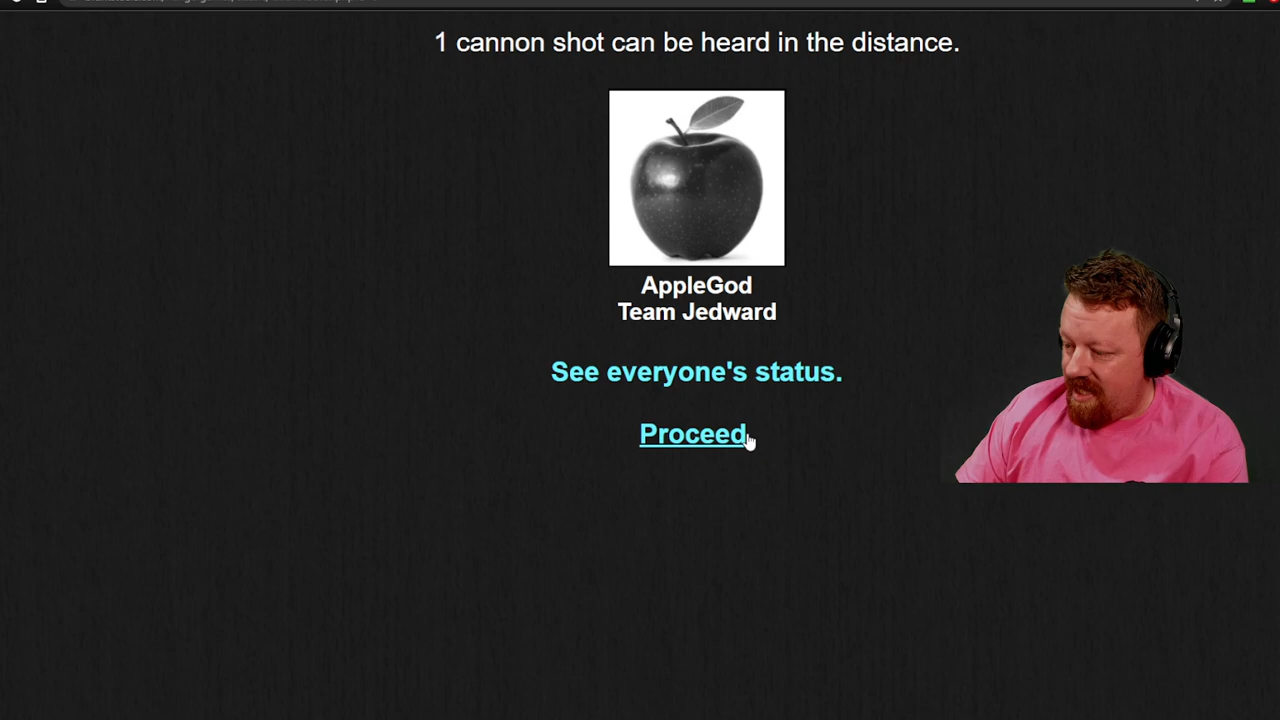 1 cannon shot can be heard in the distance.
AppleGod
Team Jedward
See everyone's status.
Proceed